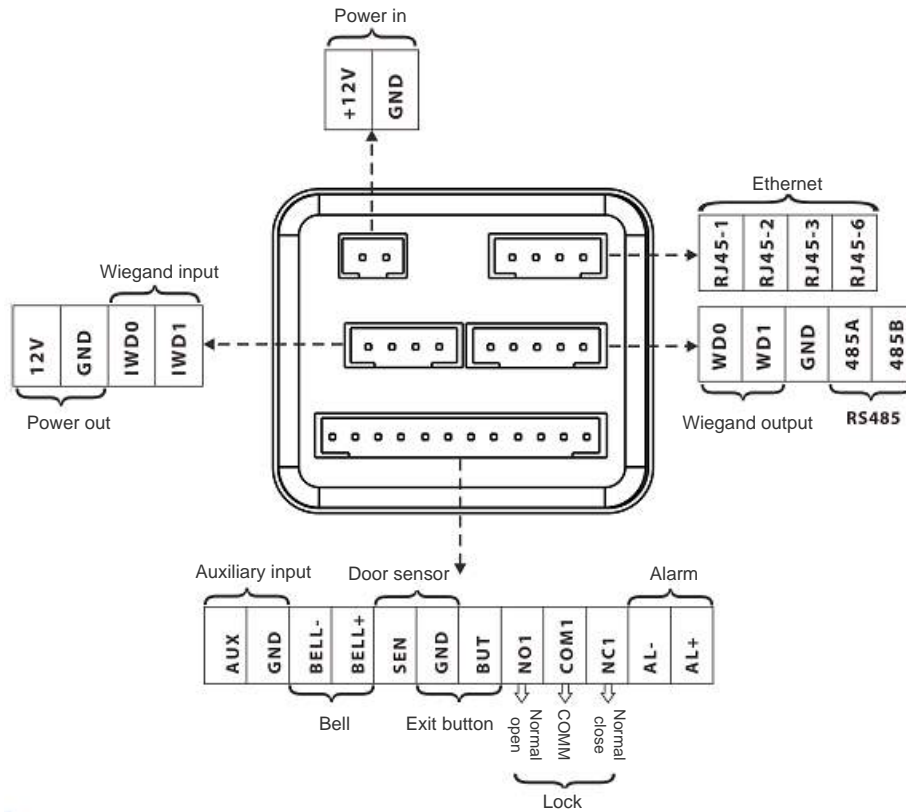 Power in
+12V GND
Ethernet
RJ45-1 RJ45-2 RJ45-3 RJ45-6
Wiegand input
12V GND IWD0 IWD1
Power out
WD0 WD1 GND 485A 485B
Wiegand output RS485
Auxiliary input Door sensor Alarm
AUX GND BELL- BELL+ SEN GND BUT NO1 COM1 NC1 AL- AL+
Bell Exit button
Normal open
COMM
Normal close
Lock